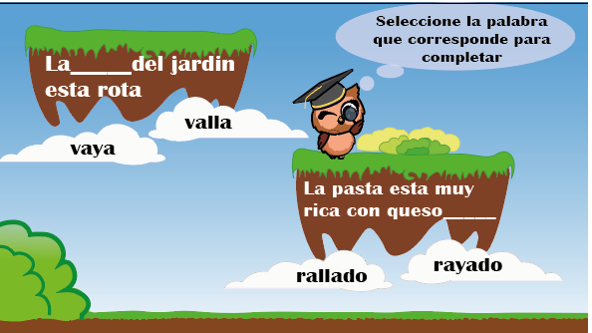 Seleccione la palabra
que corresponde para
completar
La_____del jardin
esta rota
valla
vaya
La pasta esta muy
rica con queso_____
rallado
rayado